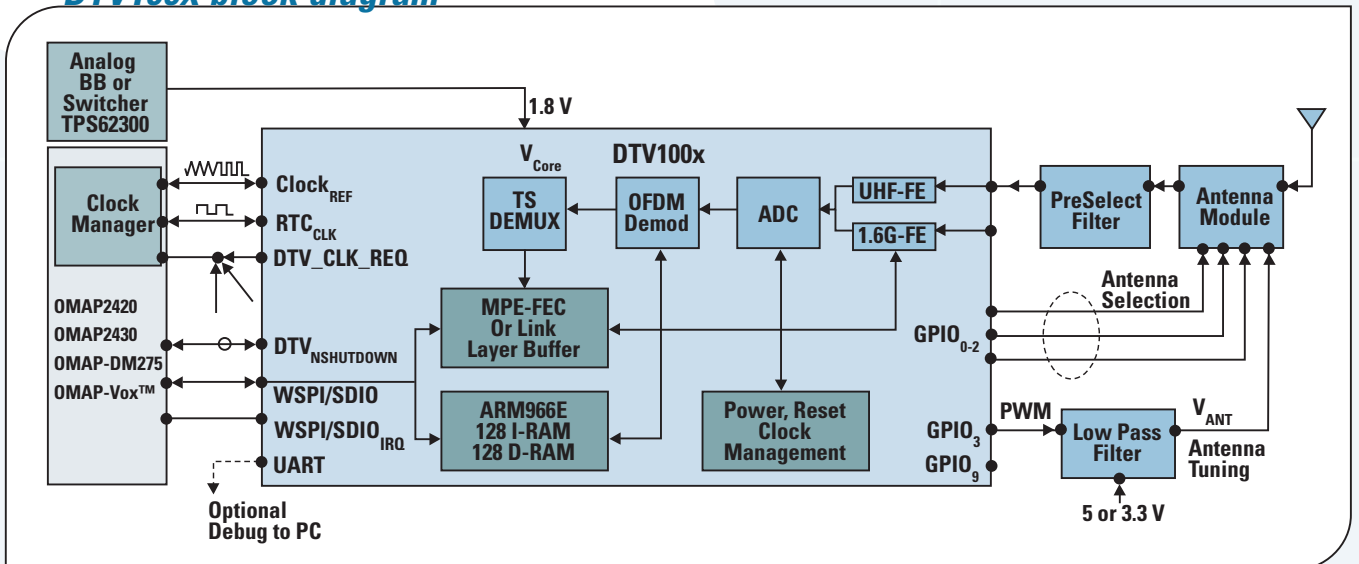 DTV100x block diagram
Analog
BB or
Switcher
TPS62300
1.8 V
Clock
Manager
OMAP2420
OMAP2430
OMAP-DM275
OMAP-Vox™
Clock REF
RTC CLK
DTV_CLK_REQ
DTV NSHUTDOWN
WSPI/SDIO
WSPI/SDIO IRQ
UART
Optional
Debug to PC
V Core
DTV100x
TS
DEMUX
OFDM
Demod
ADC
UHF-FE
1.6G-FE
MPE-FEC
Or Link
Layer Buffer
ARM966E
128 I-RAM
128 D-RAM
Power, Reset
Clock
Management
GPIO 0-2
GPIO 3
GPIO 9
PreSelect
Filter
Antenna
Module
Antenna
Selection
PWM
Low Pass
Filter
V ANT
Antenna
Tuning
5 or 3.3 V